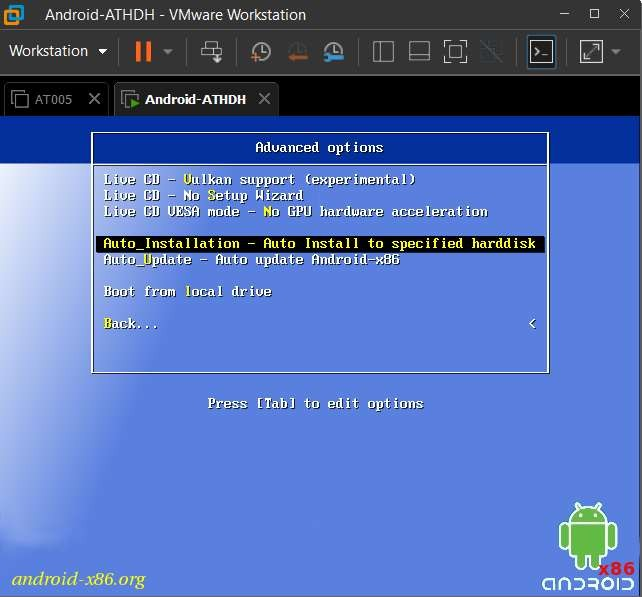 Android-ATHDH - VMware Workstation
Workstation
AT005
Android-ATHDH
Advanced options
Live CD - Vulkan support (experimental)
Live CD - No Setup Wizard
Live CD VESA mode - No GPU hardware acceleration
Auto_Installation - Auto Install to specified harddisk
Auto_Update - Auto update Android-x86
Boot from local drive
Back... <
Press [Tab] to edit options
android-x86.org
x86
ANDROID